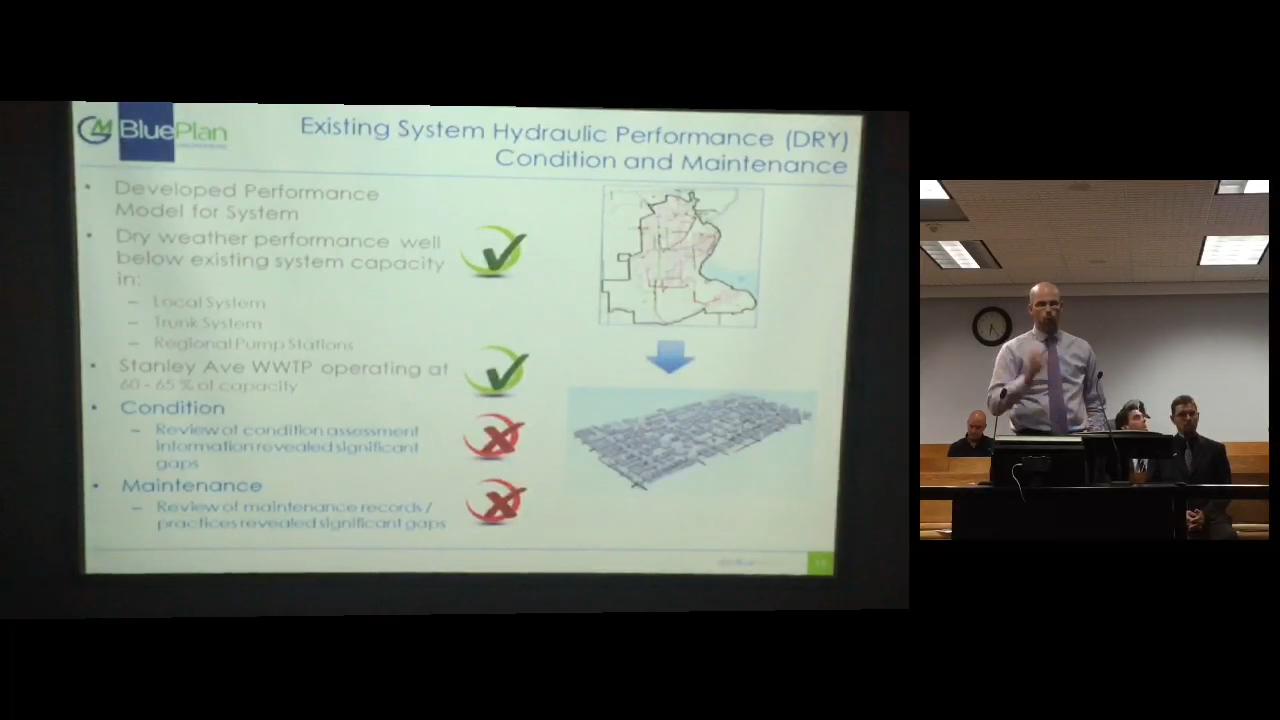 GM BluePlan
ENGINEERING
Existing System Hydraulic Performance (DRY)
Condition and Maintenance
• Developed Performance
Model for System
• Dry weather performance well
below existing system capacity
in:
– Local System
– Trunk System
– Regional Pump Stations
• Stanley Ave WWTP operating at
60 - 65 % of capacity
• Condition
– Review of condition assessment
information revealed significant
gaps
• Maintenance
– Review of maintenance records /
practices revealed significant gaps